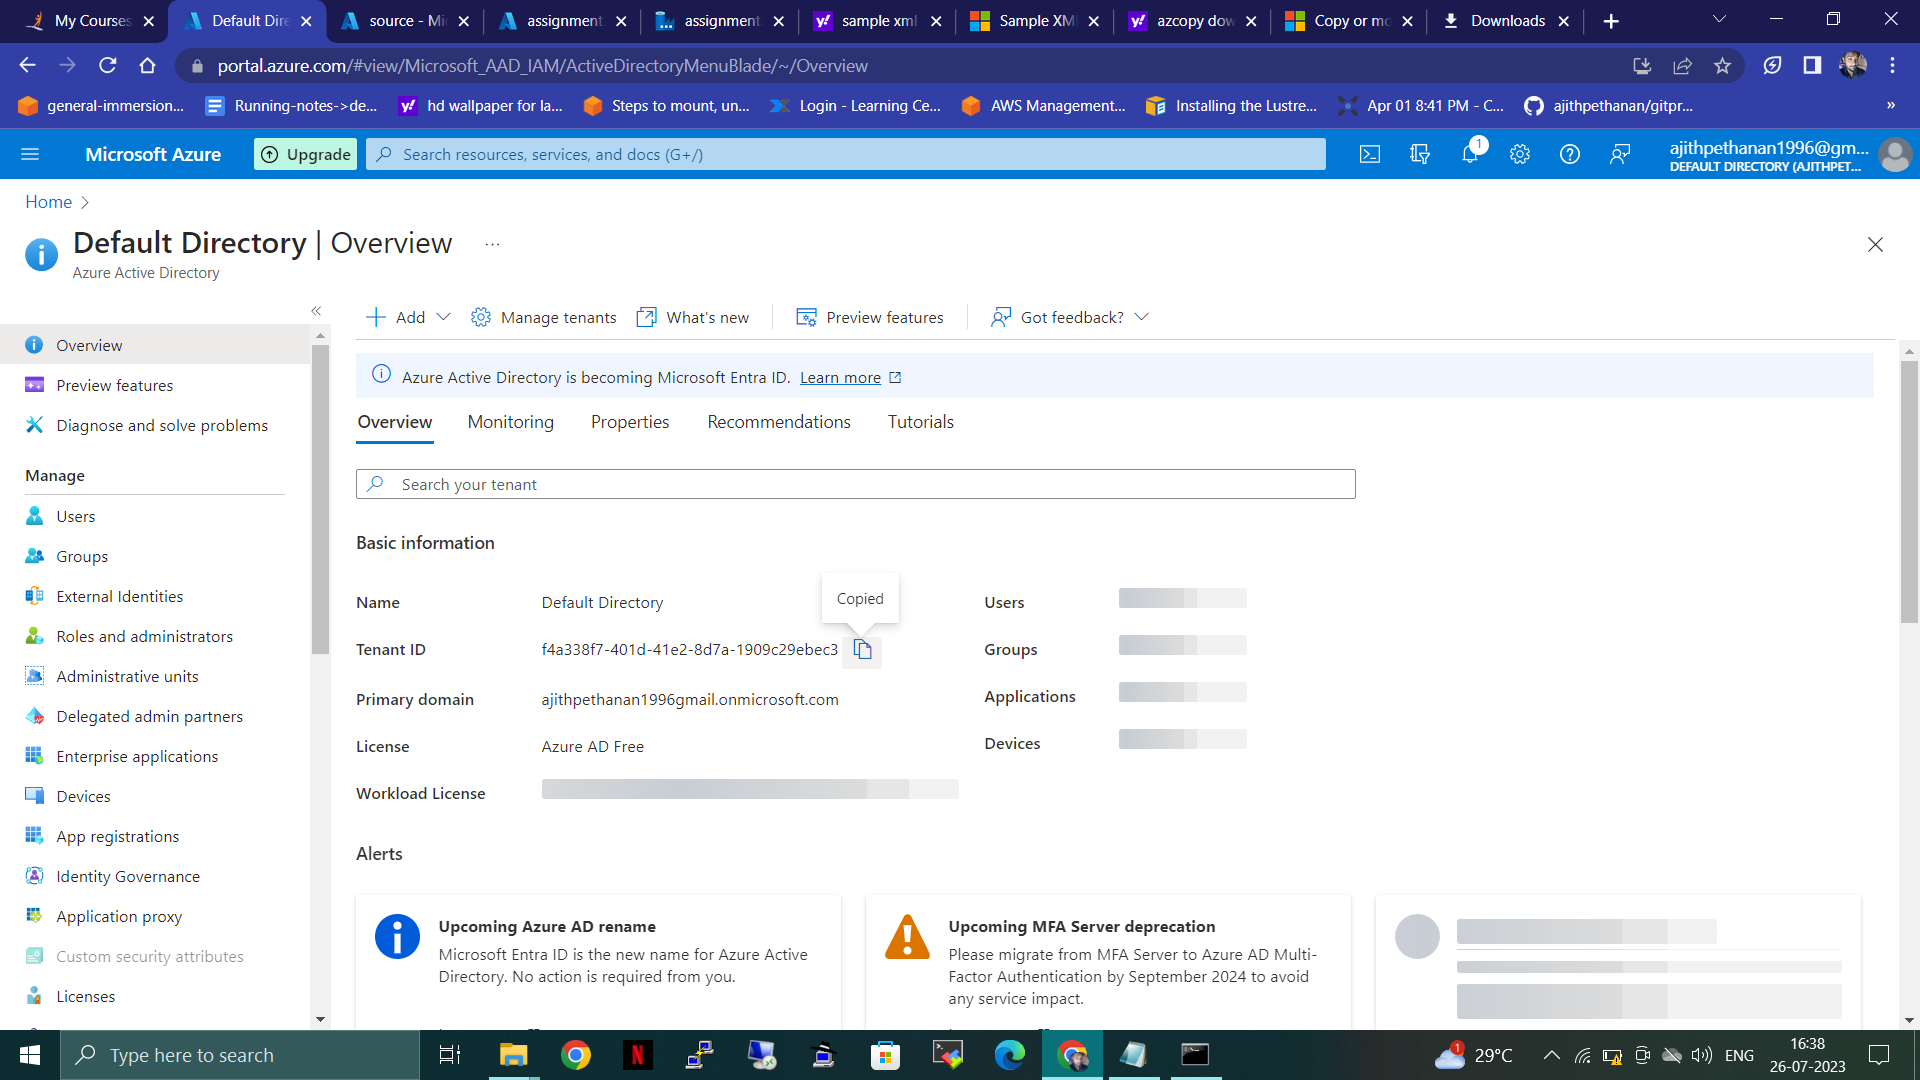 My Courses
Default Dire
source - Mi
assignment
assignment
sample xml
Sample XM
azcopy dow
Copy or mo
Downloads
portal.azure.com/#view/Microsoft_AAD_IAM/ActiveDirectoryMenuBlade/~/Overview
general-immersion...
Running-notes->de...
hd wallpaper for la...
Steps to mount, un...
Login - Learning Ce...
AWS Management...
Installing the Lustre...
Apr 01 8:41 PM - C...
ajithpethanan/gitpr...
»
Microsoft Azure
Upgrade
Search resources, services, and docs (G+/)
1
ajithpethanan1996@gm...
DEFAULT DIRECTORY (AJITHPET...
Home
Default Directory | Overview
...
Azure Active Directory
«
Add
Manage tenants
What's new
Preview features
Got feedback?
Overview
Preview features
Diagnose and solve problems
Manage
Users
Groups
External Identities
Roles and administrators
Administrative units
Delegated admin partners
Enterprise applications
Devices
App registrations
Identity Governance
Application proxy
Custom security attributes
Licenses
Azure Active Directory is becoming Microsoft Entra ID. Learn more
Overview
Monitoring
Properties
Recommendations
Tutorials
Search your tenant
Basic information
Copied
Name
Default Directory
Tenant ID
f4a338f7-401d-41e2-8d7a-1909c29ebec3
Primary domain
ajithpethanan1996gmail.onmicrosoft.com
License
Azure AD Free
Workload License
Users
Groups
Applications
Devices
Alerts
Upcoming Azure AD rename
Microsoft Entra ID is the new name for Azure Active
Directory. No action is required from you.
Upcoming MFA Server deprecation
Please migrate from MFA Server to Azure AD Multi-
Factor Authentication by September 2024 to avoid
any service impact.
Type here to search
1
29°C
ENG
16:38
26-07-2023